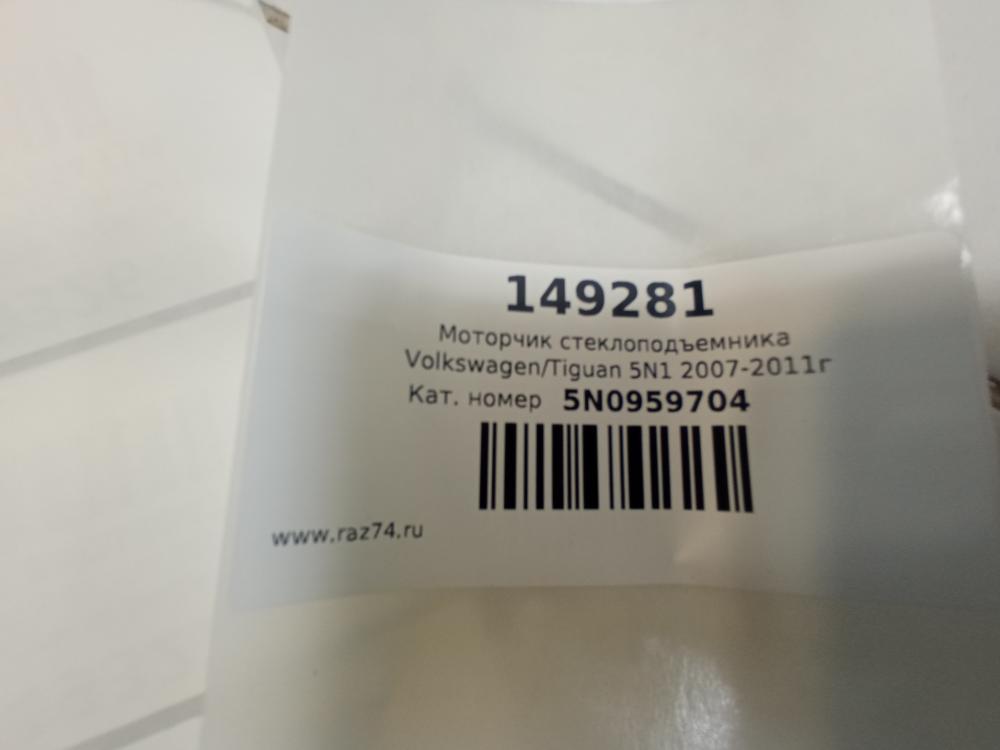 149281
Моторчик стеклоподъемника
Volkswagen/Tiguan 5N1 2007-2011г
Кат. номер 5N0959704
www.raz74.ru